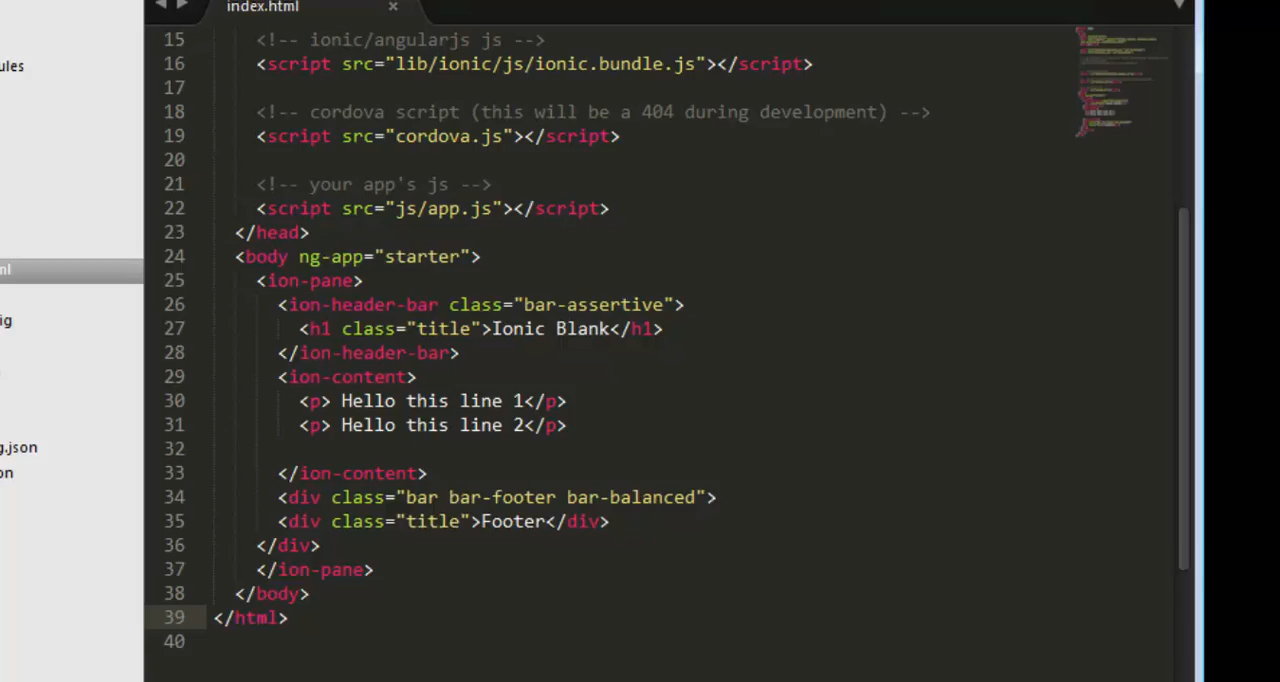 index.html ×
ules
ml
ig
g.json
on
15 <!-- ionic/angularjs js -->
16 <script src="lib/ionic/js/ionic.bundle.js"></script>
17
18 <!-- cordova script (this will be a 404 during development) -->
19 <script src="cordova.js"></script>
20
21 <!-- your app's js -->
22 <script src="js/app.js"></script>
23 </head>
24 <body ng-app="starter">
25 <ion-pane>
26 <ion-header-bar class="bar-assertive">
27 <h1 class="title">Ionic Blank</h1>
28 </ion-header-bar>
29 <ion-content>
30 <p> Hello this line 1</p>
31 <p> Hello this line 2</p>
32
33 </ion-content>
34 <div class="bar bar-footer bar-balanced">
35 <div class="title">Footer</div>
36 </div>
37 </ion-pane>
38 </body>
39 </html>
40